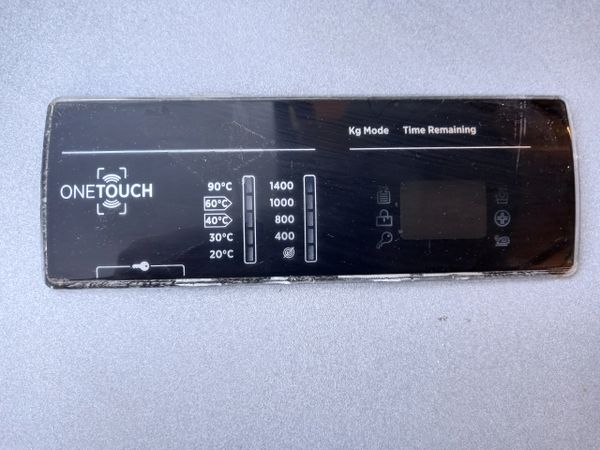 Kg Mode Time Remaining
ONETOUCH
90°C 1400
60°C 1000
40°C 800
30°C 400
20°C